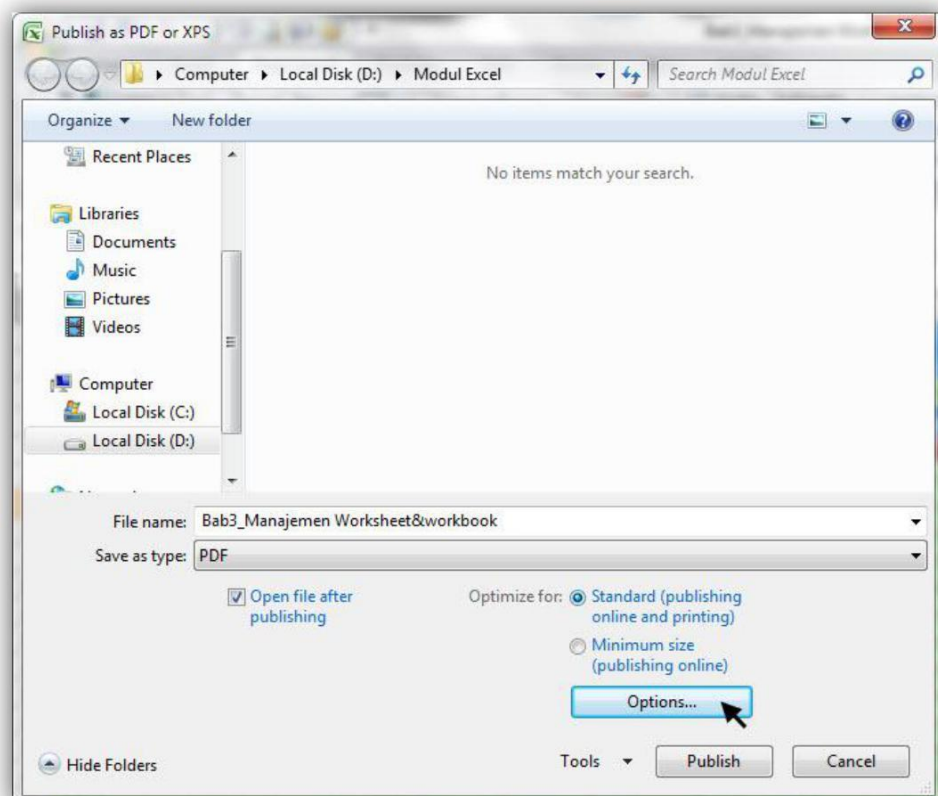 Publish as PDF or XPS
Computer Local Disk (D:) Modul Excel
Search Modul Excel
Organize New folder
Recent Places
No items match your search.
Libraries
Documents
Music
Pictures
Videos
Computer
Local Disk (C:)
Local Disk (D:)
File name: Bab3_Manajemen Worksheet&workbook
Save as type: PDF
Open file after
publishing
Optimize for: Standard (publishing
online and printing)
Minimum size
(publishing online)
Options...
Hide Folders
Tools Publish Cancel